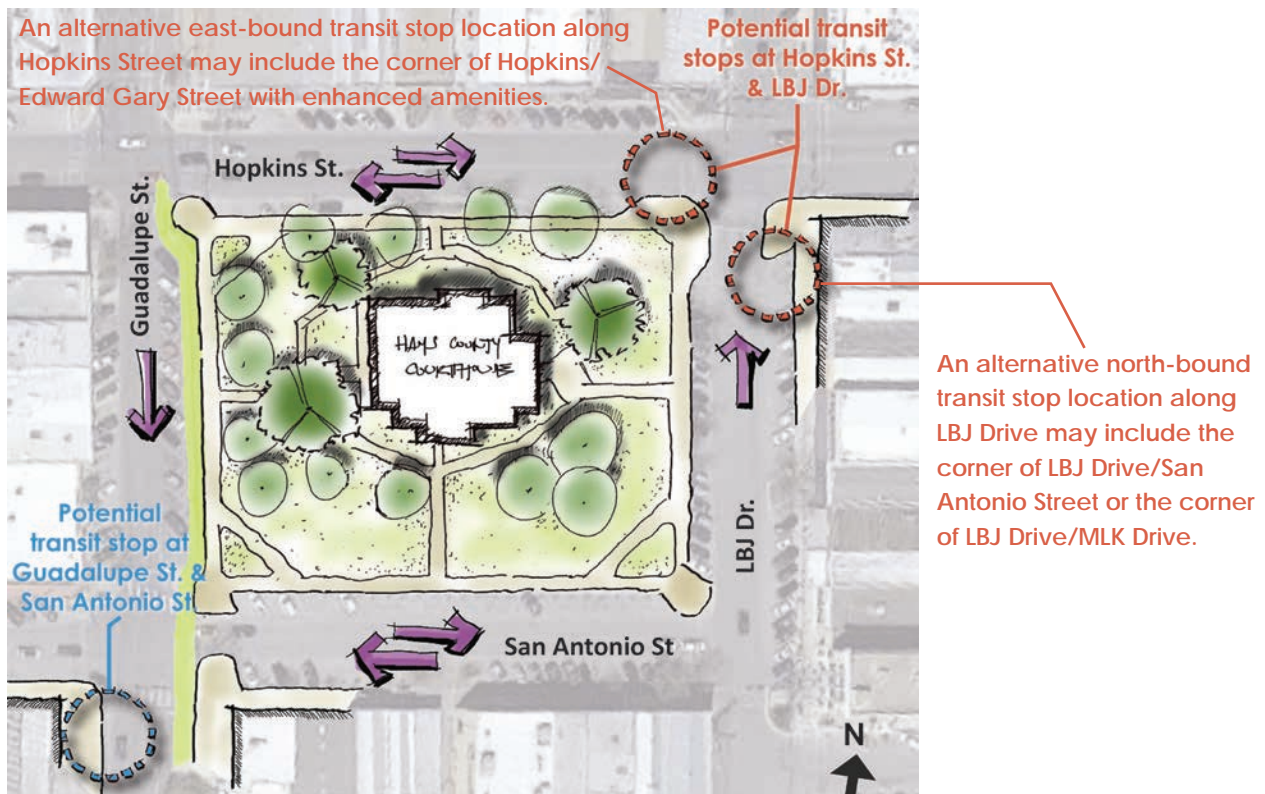 An alternative east-bound transit stop location along
Hopkins Street may include the corner of Hopkins/
Edward Gary Street with enhanced amenities.
Potential transit
stops at Hopkins St.
& LBJ Dr.
Hopkins St.
Guadalupe St.
HAYS COUNTY
COURTHOUSE
An alternative north-bound
transit stop location along
LBJ Drive may include the
corner of LBJ Drive/San
Antonio Street or the corner
of LBJ Drive/MLK Drive.
LBJ Dr.
Potential
transit stop at
Guadalupe St. &
San Antonio St
San Antonio St
N